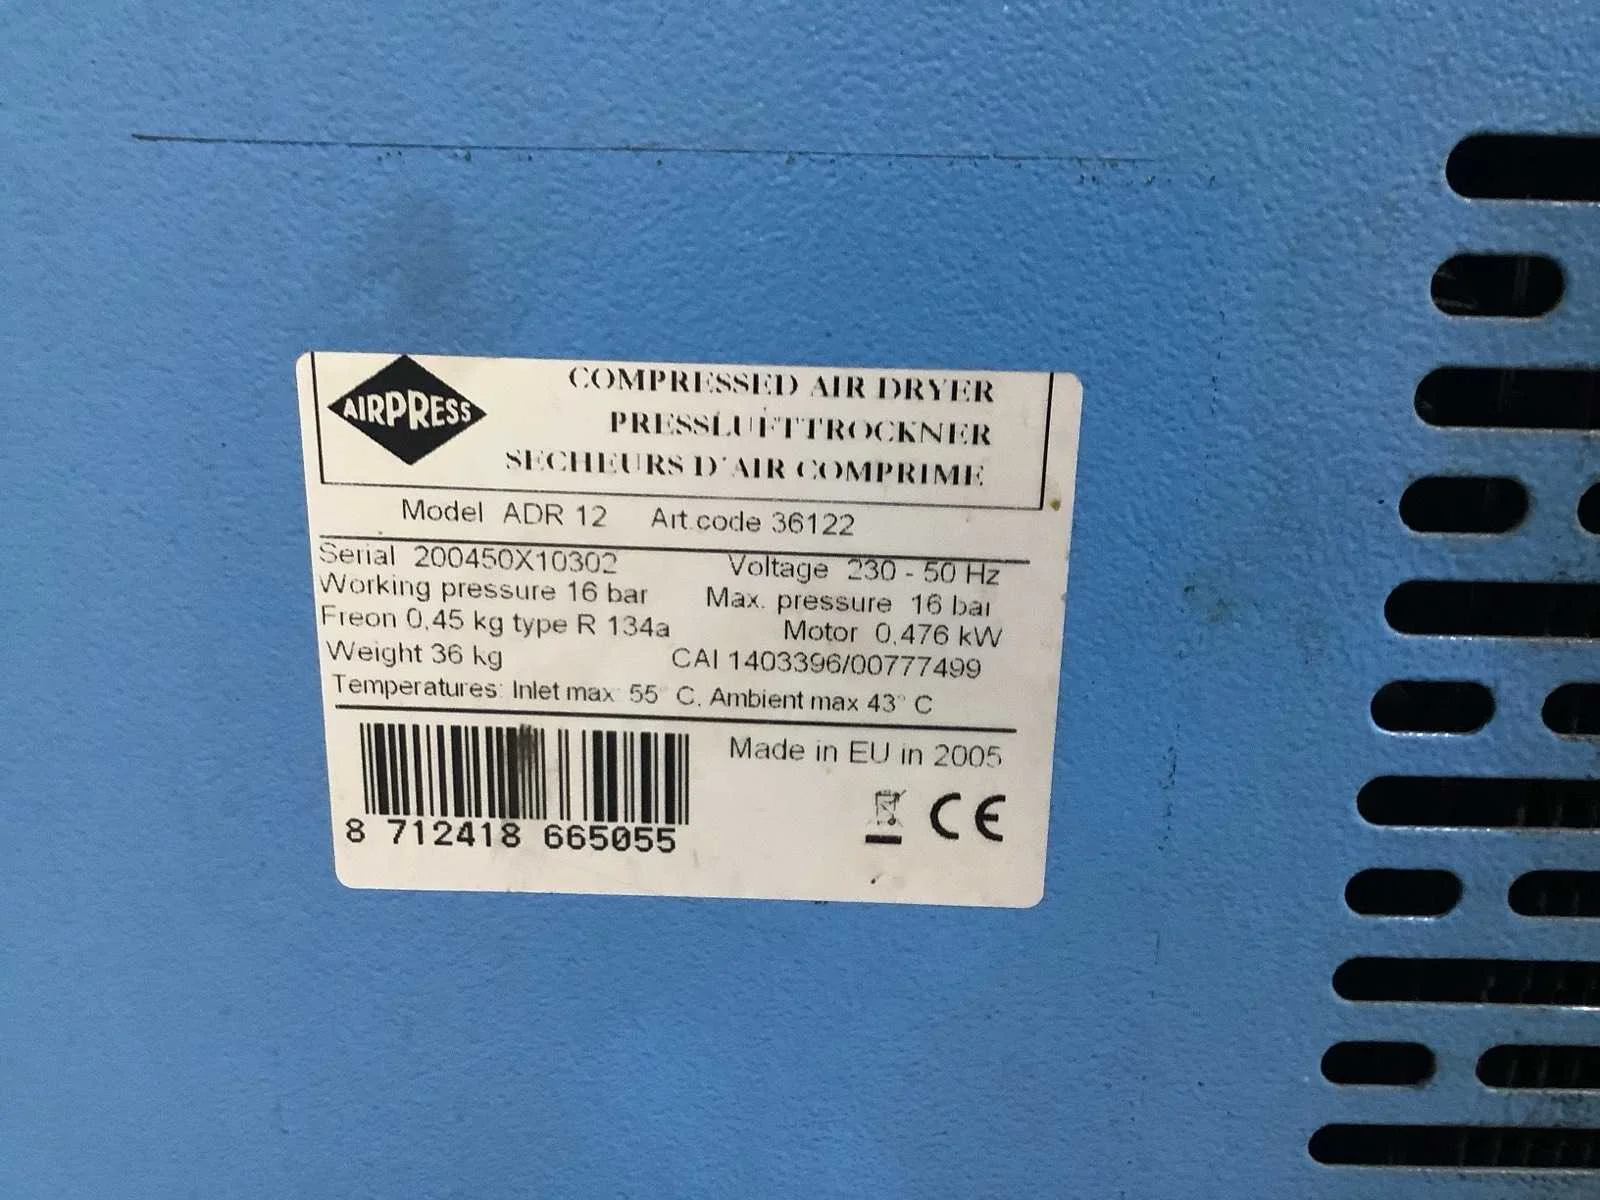 AIRPRESS
COMPRESSED AIR DRYER
PRESSLUFTTROCKNER
SECHEURS D'AIR COMPRIME
Model ADR 12 Art.code 36122
Serial 200450X10302 Voltage 230 - 50 Hz
Working pressure 16 bar Max. pressure 16 bar
Freon 0,45 kg type R 134a Motor 0,476 kW
Weight 36 kg CAI 1403396/00777499
Temperatures: Inlet max 55° C, Ambient max 43° C
Made in EU in 2005
CE
8 712418 665055